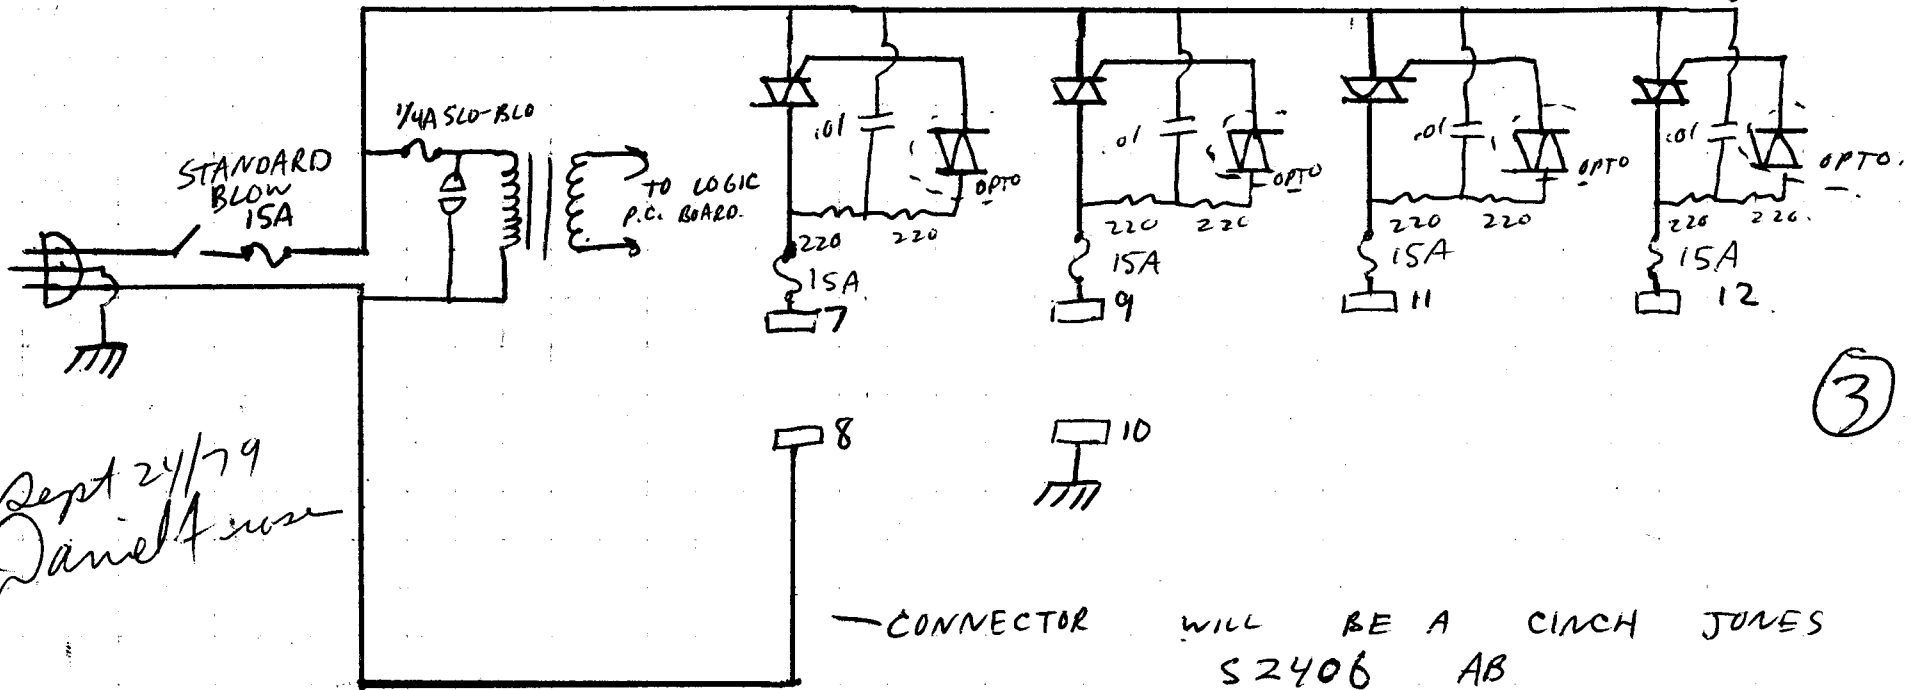 1/4A SLO-BLO
STANDARD
BLOW
15A
TO LOGIC
P.C. BOARD.
.01
OPTO
220
220
15A
7
.01
OPTO
220
220
15A
9
.01
OPTO
220
220
15A
11
.01
OPTO.
220
220.
15A
12
3
8
10
Sept 24/79
Daniel
— CONNECTOR WILL BE A CINCH JONES
S2406 AB